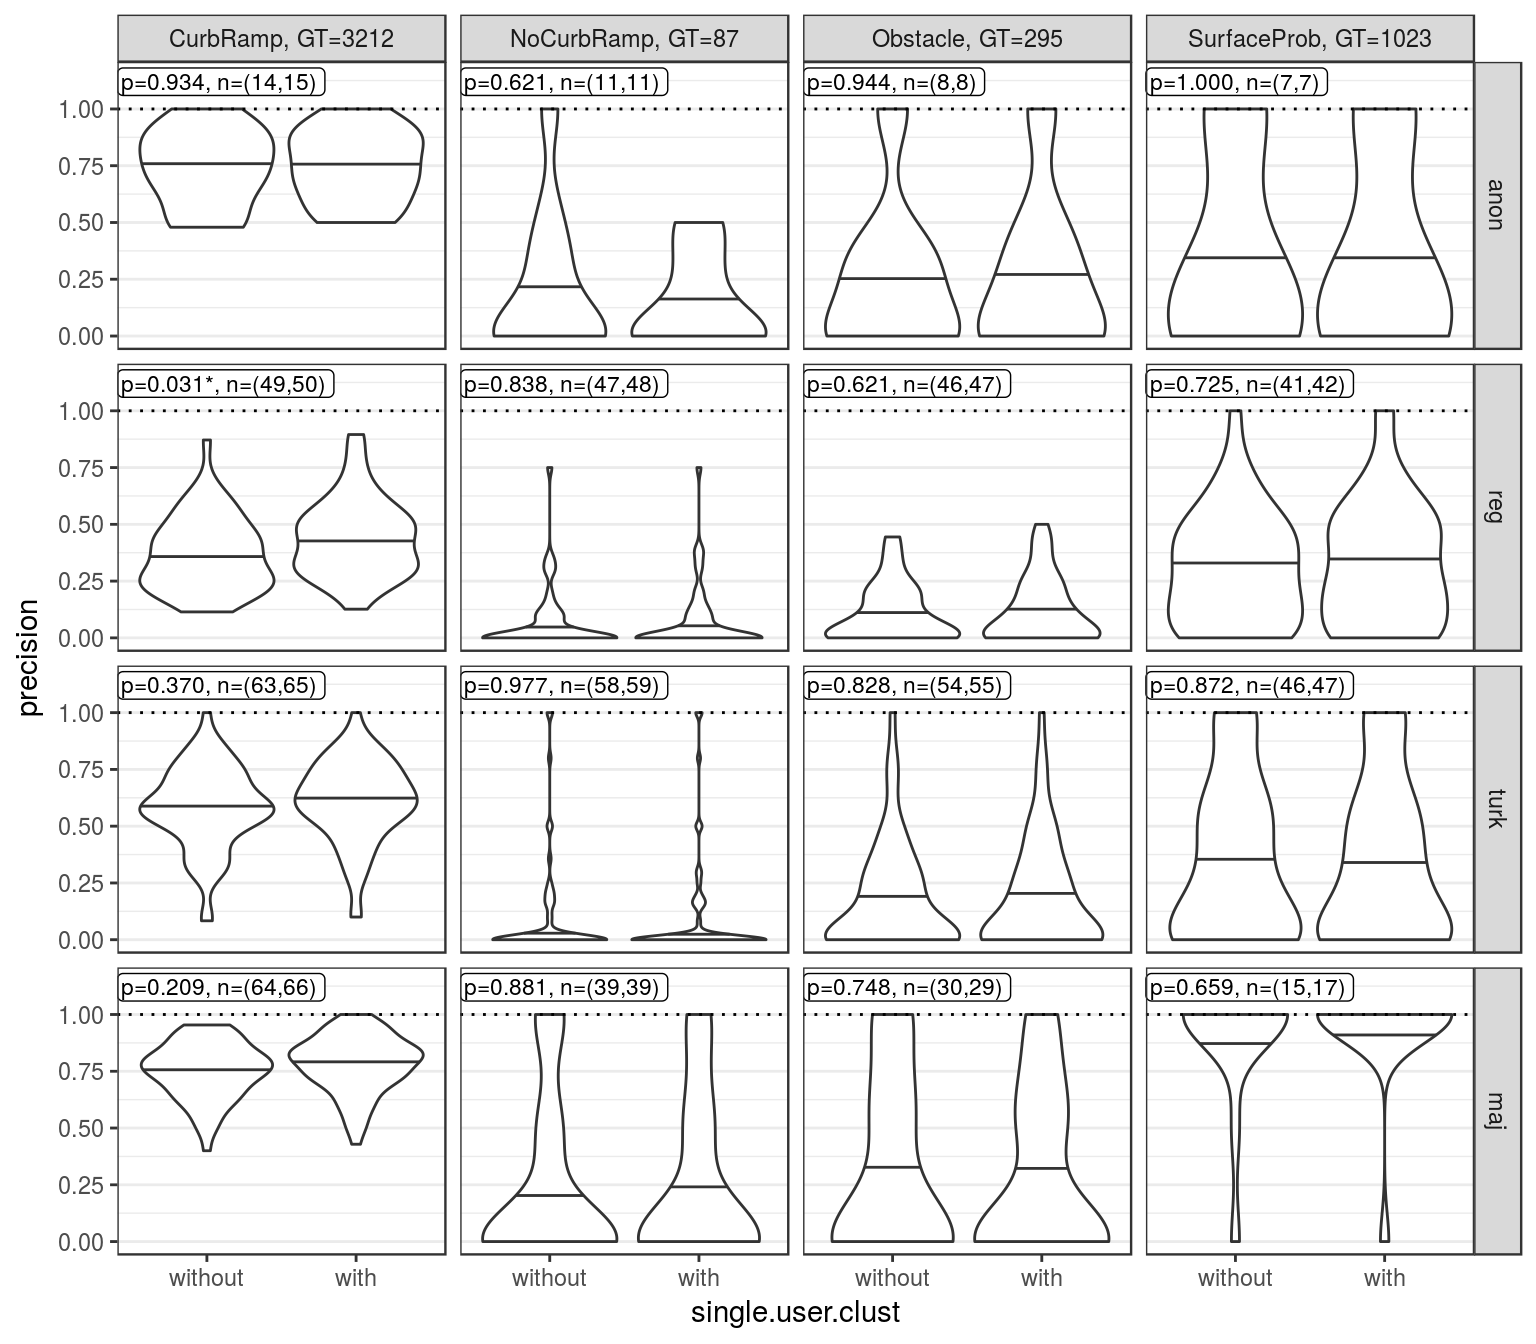 CurbRamp, GT=3212
NoCurbRamp, GT=87
Obstacle, GT=295
SurfaceProb, GT=1023
p=0.934, n=(14,15)
p=0.621, n=(11,11)
p=0.944, n=(8,8)
p=1.000, n=(7,7)
1.00
0.75
0.50
0.25
0.00
anon
p=0.031*, n=(49,50)
p=0.838, n=(47,48)
p=0.621, n=(46,47)
p=0.725, n=(41,42)
1.00
0.75
0.50
0.25
0.00
reg
precision
p=0.370, n=(63,65)
p=0.977, n=(58,59)
p=0.828, n=(54,55)
p=0.872, n=(46,47)
1.00
0.75
0.50
0.25
0.00
turk
p=0.209, n=(64,66)
p=0.881, n=(39,39)
p=0.748, n=(30,29)
p=0.659, n=(15,17)
1.00
0.75
0.50
0.25
0.00
maj
without
with
without
with
without
with
without
with
single.user.clust